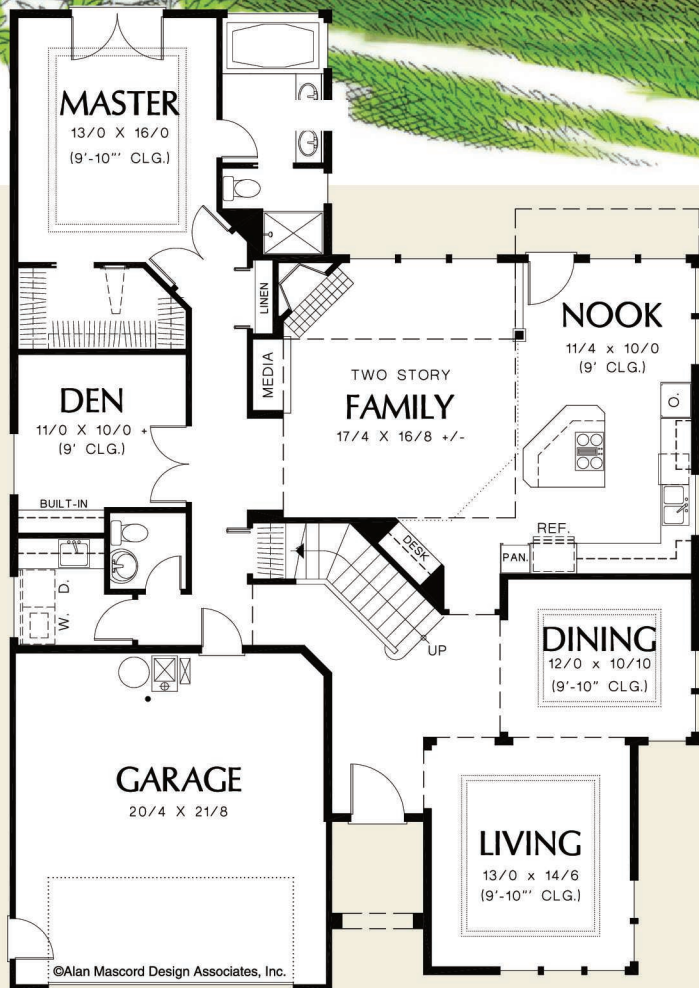 MASTER
13/0 X 16/0
(9'-10"' CLG.)
LINEN
MEDIA
NOOK
11/4 x 10/0
(9' CLG.)
TWO STORY
FAMILY
17/4 X 16/8 +/-
O.
DEN
11/0 X 10/0 +
(9' CLG.)
BUILT-IN
DESK
REF.
PAN.
W. D.
UP
DINING
12/0 x 10/10
(9'-10" CLG.)
GARAGE
20/4 X 21/8
LIVING
13/0 x 14/6
(9'-10"' CLG.)
©Alan Mascord Design Associates, Inc.